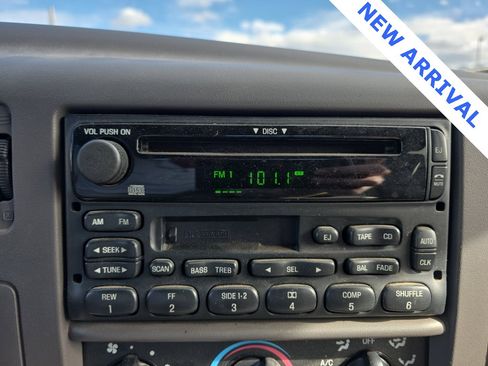 NEW ARRIVAL
VOL PUSH ON
▼ DISC ▼
EJ
FM 1 101.1
MUTE
AM FM
EJ
TAPE CD
AUTO
◄ SEEK ►
◄ TUNE ►
SCAN
BASS TREB
◄ SEL ►
BAL FADE
CLK
REW
1
FF
2
SIDE 1·2
3
4
COMP
5
SHUFFLE
6
A/C
OFF